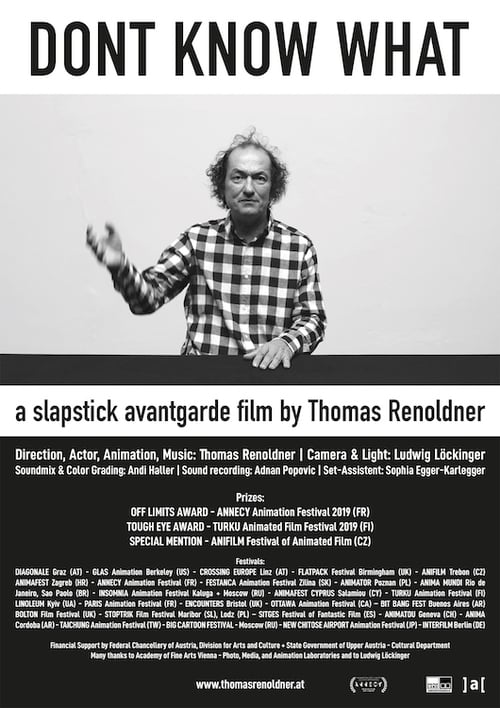 DONT KNOW WHAT
a slapstick avantgarde film by Thomas Renoldner
Direction, Actor, Animation, Music: Thomas Renoldner | Camera & Light: Ludwig Löckinger
Soundmix & Color Grading: Andi Haller | Sound recording: Adnan Popovic | Set-Assistent: Sophia Egger-Karlegger
Prizes:
OFF LIMITS AWARD - ANNECY Animation Festival 2019 (FR)
TOUGH EYE AWARD - TURKU Animated Film Festival 2019 (FI)
SPECIAL MENTION - ANIFILM Festival of Animated Film (CZ)
Festivals:
DIAGONALE Graz (AT) - GLAS Animation Berkeley (US) - CROSSING EUROPE Linz (AT) - FLATPACK Festival Birmingham (UK) - ANIFILM Trebon (CZ)
ANIMAFEST Zagreb (HR) - ANNECY Animation Festival (FR) - FESTANCA Animation Festival Zilina (SK) - ANIMATOR Poznan (PL) - ANIMA MUNDI Rio de
Janeiro, Sao Paolo (BR) - INSOMNIA Animation Festival Kaluga + Moscow (RU) - ANIMAFEST CYPRUS Salamiou (CY) - TURKU Animation Festival (FI)
LINOLEUM Kyiv (UA) - PARIS Animation Festival (FR) - ENCOUNTERS Bristol (UK) - OTTAWA Animation Festival (CA) – BIT BANG FEST Buenos Aires (AR)
BOLTON Film Festival (UK) - STOPTRIK Film Festival Maribor (SL), Lodz (PL) - SITGES Festival of Fantastic Film (ES) - ANIMATOU Geneva (CH) - ANIMA
Cordoba (AR) - TAICHUNG Animation Festival (TW) - BIG CARTOON FESTIVAL - Moscow (RU) - NEW CHITOSE AIRPORT Animation Festival (JP) - INTERFILM Berlin (DE)
Financial Support by Federal Chancellery of Austria, Division for Arts and Culture + State Government of Upper Austria - Cultural Department
Many thanks to Academy of Fine Arts Vienna - Photo, Media, and Animation Laboratories and to Ludwig Löckinger
www.thomasrenoldner.at
ANNECY
]a[